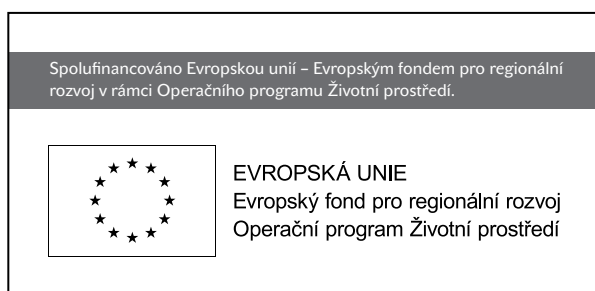 Spolufinancováno Evropskou unií – Evropským fondem pro regionální
rozvoj v rámci Operačního programu Životní prostředí.
EVROPSKÁ UNIE
Evropský fond pro regionální rozvoj
Operační program Životní prostředí